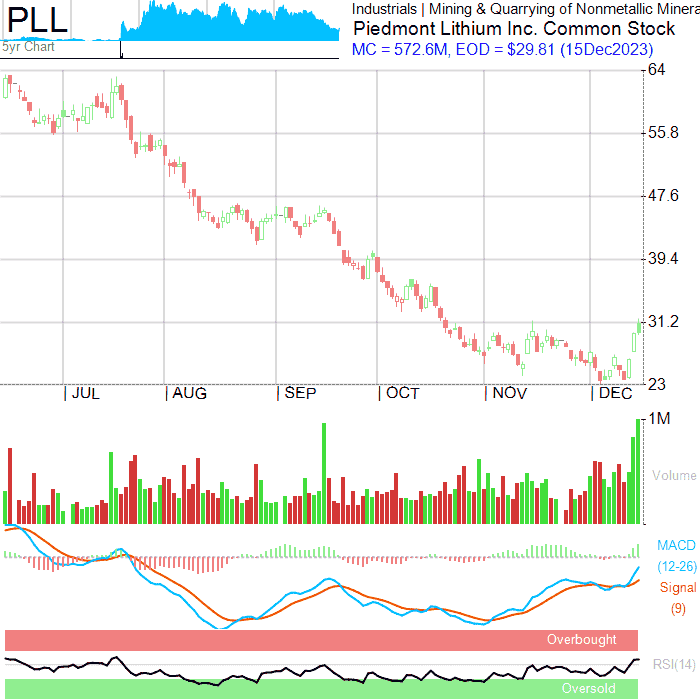 PLL
5yr Chart
Industrials | Mining & Quarrying of Nonmetallic Minera
Piedmont Lithium Inc. Common Stock
MC = 572.6M, EOD = $29.81 (15Dec2023)
64
55.8
47.6
39.4
31.2
23
| JUL | AUG | SEP | OCT | NOV | DEC
1M
Volume
MACD
(12-26)
Signal
(9)
Overbought
RSI(14)
Oversold